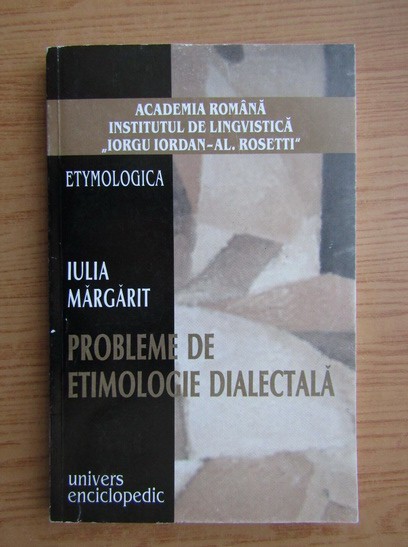 ACADEMIA ROMÂNĂ
INSTITUTUL DE LINGVISTICĂ
„IORGU IORDAN–AL. ROSETTI"
ETYMOLOGICA
IULIA
MĂRGĂRIT
PROBLEME DE
ETIMOLOGIE DIALECTALĂ
univers
enciclopedic